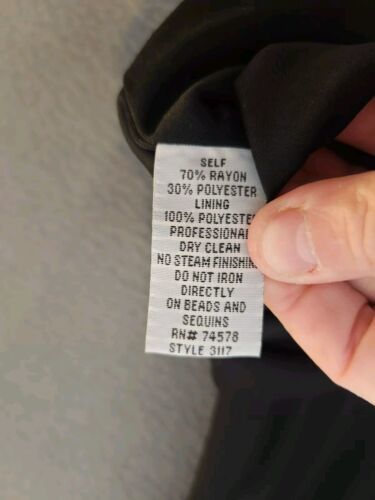 SELF
70% RAYON
30% POLYESTER
LINING
100% POLYESTER
PROFESSIONAL
DRY CLEAN
NO STEAM FINISHIN
DO NOT IRON
DIRECTLY
ON BEADS AND
SEQUINS
RN# 74578
STYLE 3117